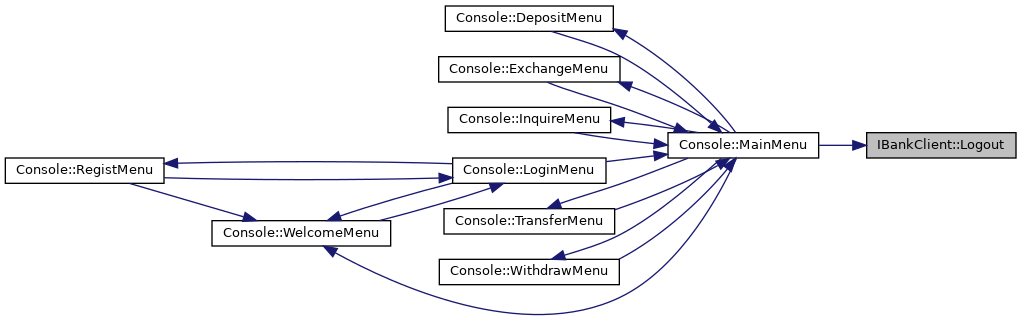 Console::DepositMenu
Console::ExchangeMenu
Console::InquireMenu
Console::MainMenu
IBankClient::Logout
Console::RegistMenu
Console::LoginMenu
Console::TransferMenu
Console::WelcomeMenu
Console::WithdrawMenu